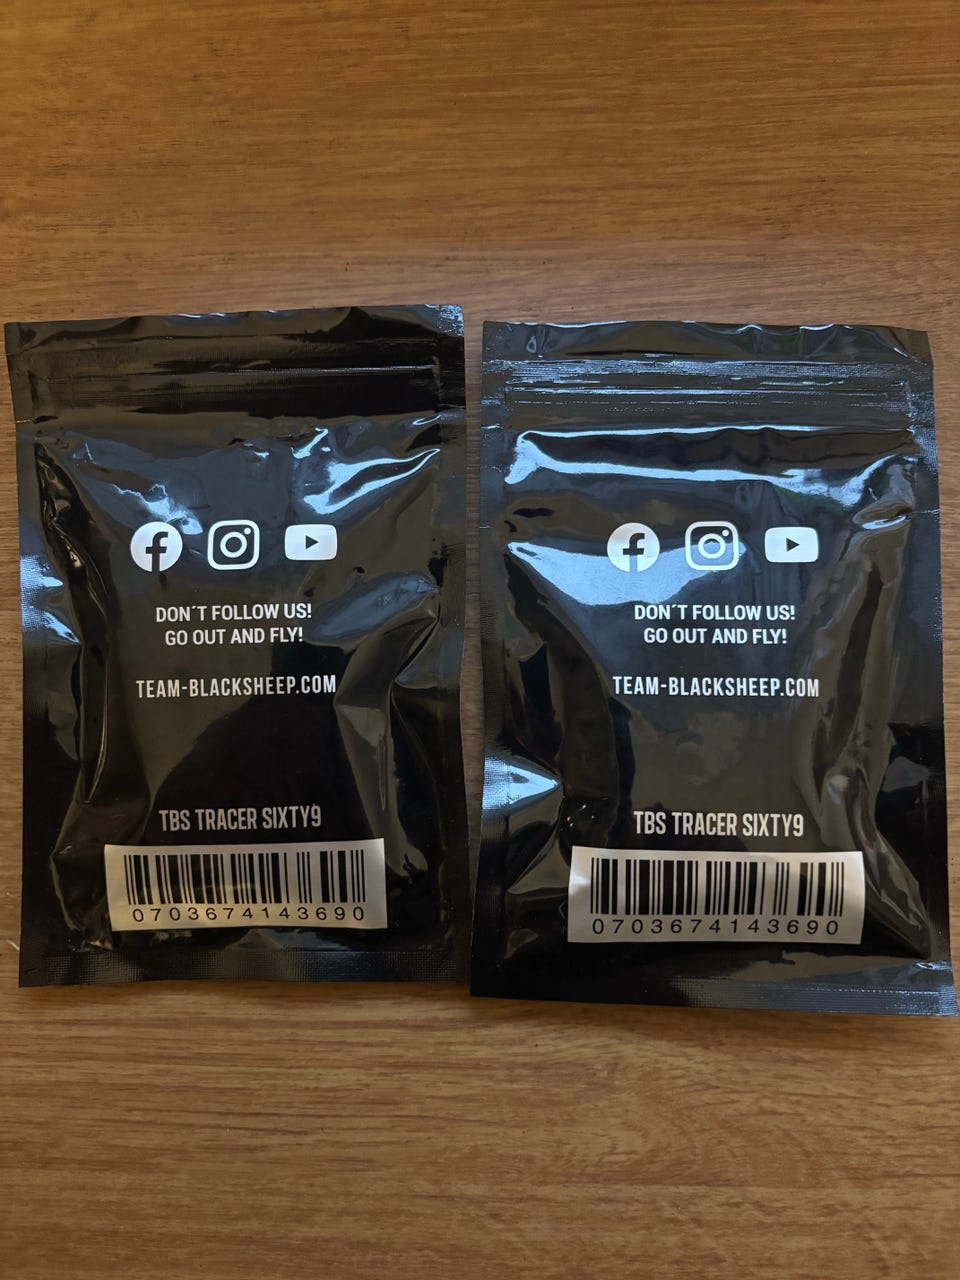 DON´T FOLLOW US!
GO OUT AND FLY!
TEAM-BLACKSHEEP.COM
TBS TRACER SIXTY9
0703674143690
DON´T FOLLOW US!
GO OUT AND FLY!
TEAM-BLACKSHEEP.COM
TBS TRACER SIXTY9
0703674143690